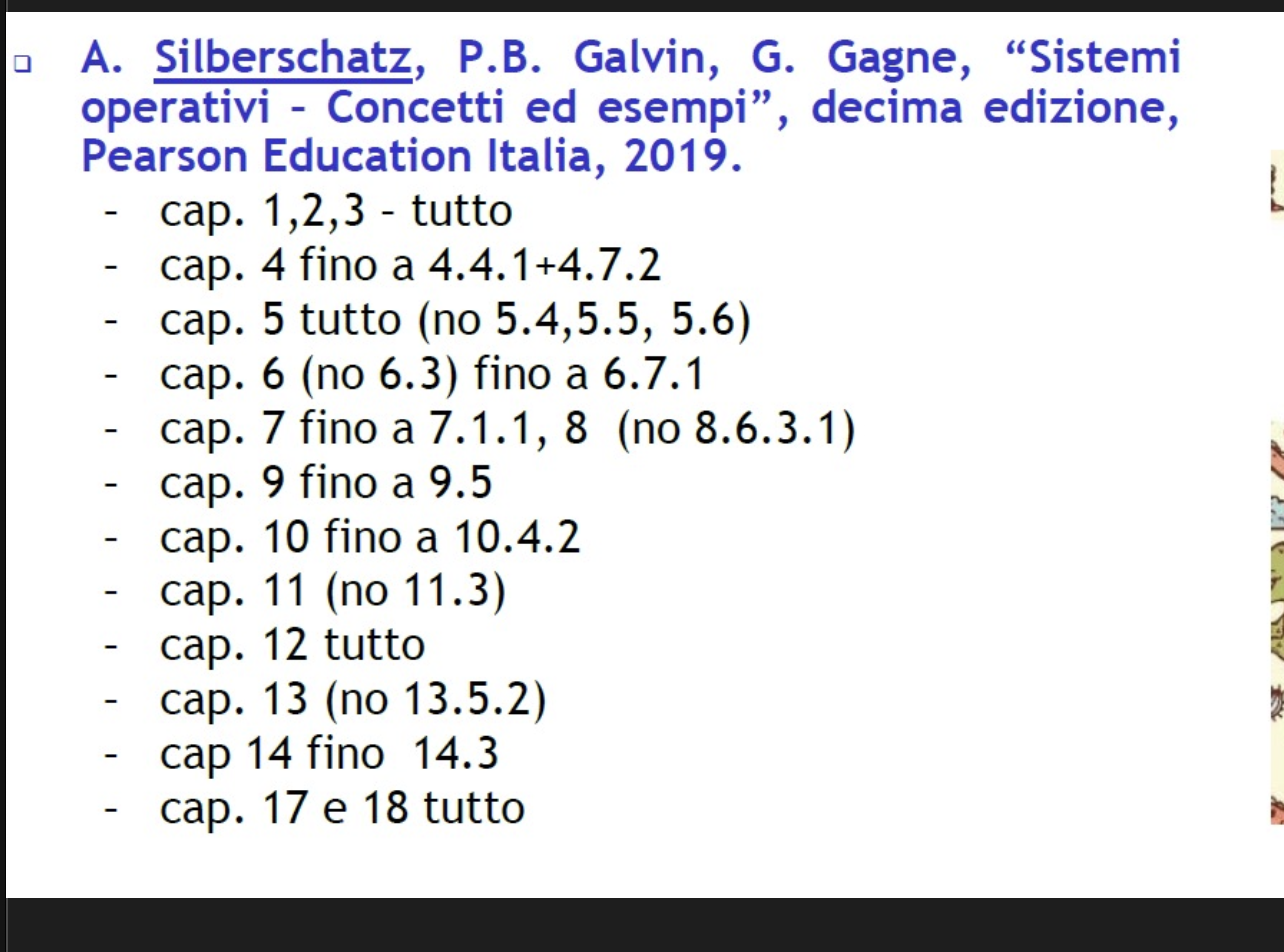 A. Silberschatz, P.B. Galvin, G. Gagne, “Sistemi
operativi – Concetti ed esempi”, decima edizione,
Pearson Education Italia, 2019.
- cap. 1,2,3 - tutto
- cap. 4 fino a 4.4.1+4.7.2
- cap. 5 tutto (no 5.4,5.5, 5.6)
- cap. 6 (no 6.3) fino a 6.7.1
- cap. 7 fino a 7.1.1, 8 (no 8.6.3.1)
- cap. 9 fino a 9.5
- cap. 10 fino a 10.4.2
- cap. 11 (no 11.3)
- cap. 12 tutto
- cap. 13 (no 13.5.2)
- cap 14 fino 14.3
- cap. 17 e 18 tutto